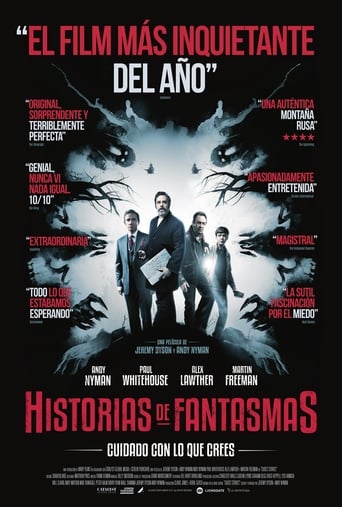 “EL FILM MÁS INQUIETANTE
DEL AÑO”
“ORIGINAL,
SORPRENDENTE Y
TERRIBLEMENTE
PERFECTA”
“GENIAL,
NUNCA VI
NADA IGUAL.
10/10”
“EXTRAORDINARIA”
“TODO LO QUE
ESTÁBAMOS
ESPERANDO”
“UNA AUTÉNTICA
MONTAÑA
RUSA”
★★★★
“APASIONADAMENTE
ENTRETENIDA”
“MAGISTRAL”
“LA SUTIL
FASCINACIÓN
POR EL MIEDO”
UNA PELÍCULA DE
JEREMY DYSON Y ANDY NYMAN
ANDY NYMAN
PAUL WHITEHOUSE
ALEX LAWTHER
MARTIN FREEMAN
HISTORIAS DE FANTASMAS
CUIDADO CON LO QUE CREES
LIONSGATE